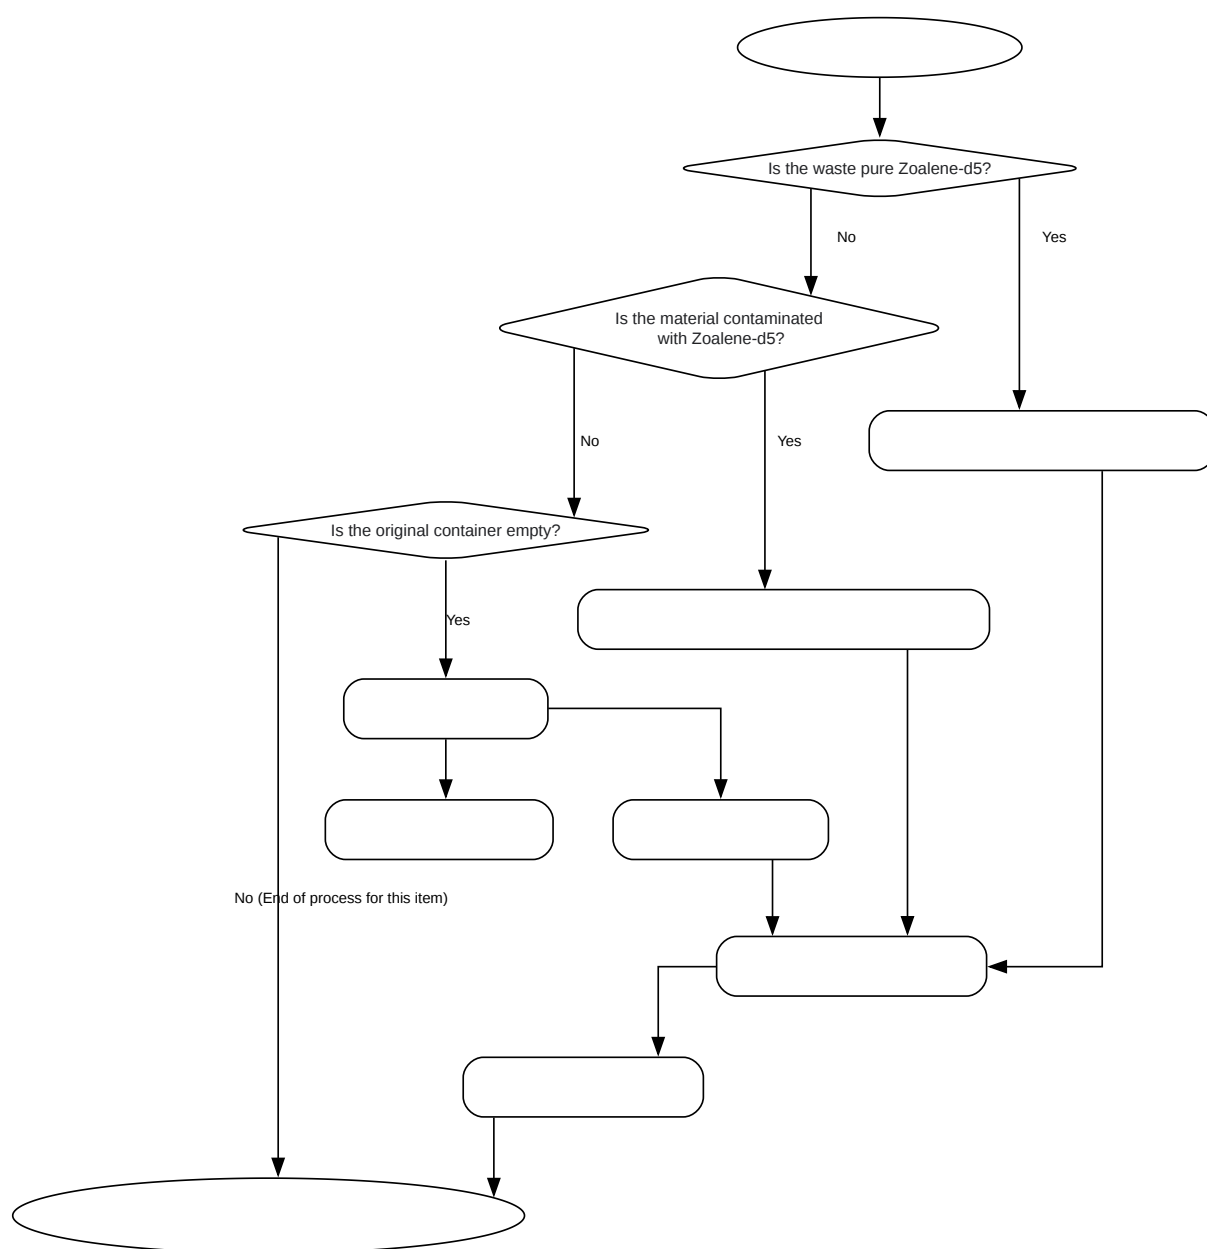 Is the waste pure Zoalene-d5?
No
Yes
Is the material contaminated
with Zoalene-d5?
No
Yes
Is the original container empty?
Yes
No (End of process for this item)